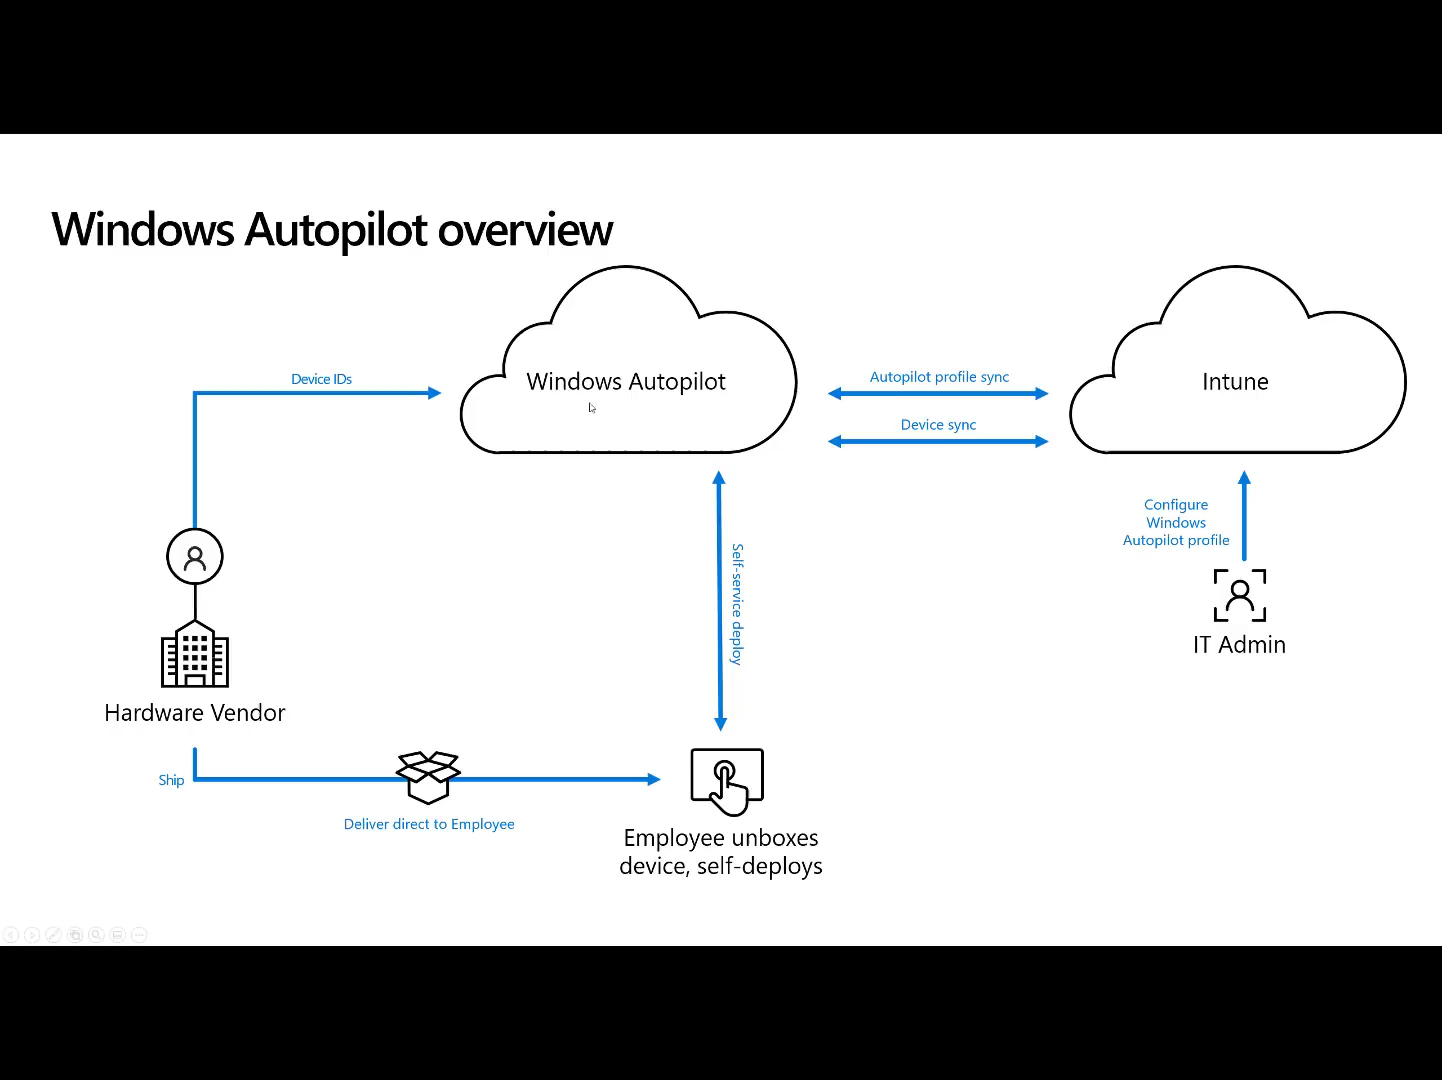 Windows Autopilot overview
Device IDs
Windows Autopilot
Autopilot profile sync
Device sync
Intune
Configure
Windows
Autopilot profile
IT Admin
Self-service deploy
Hardware Vendor
Ship
Deliver direct to Employee
Employee unboxes
device, self-deploys